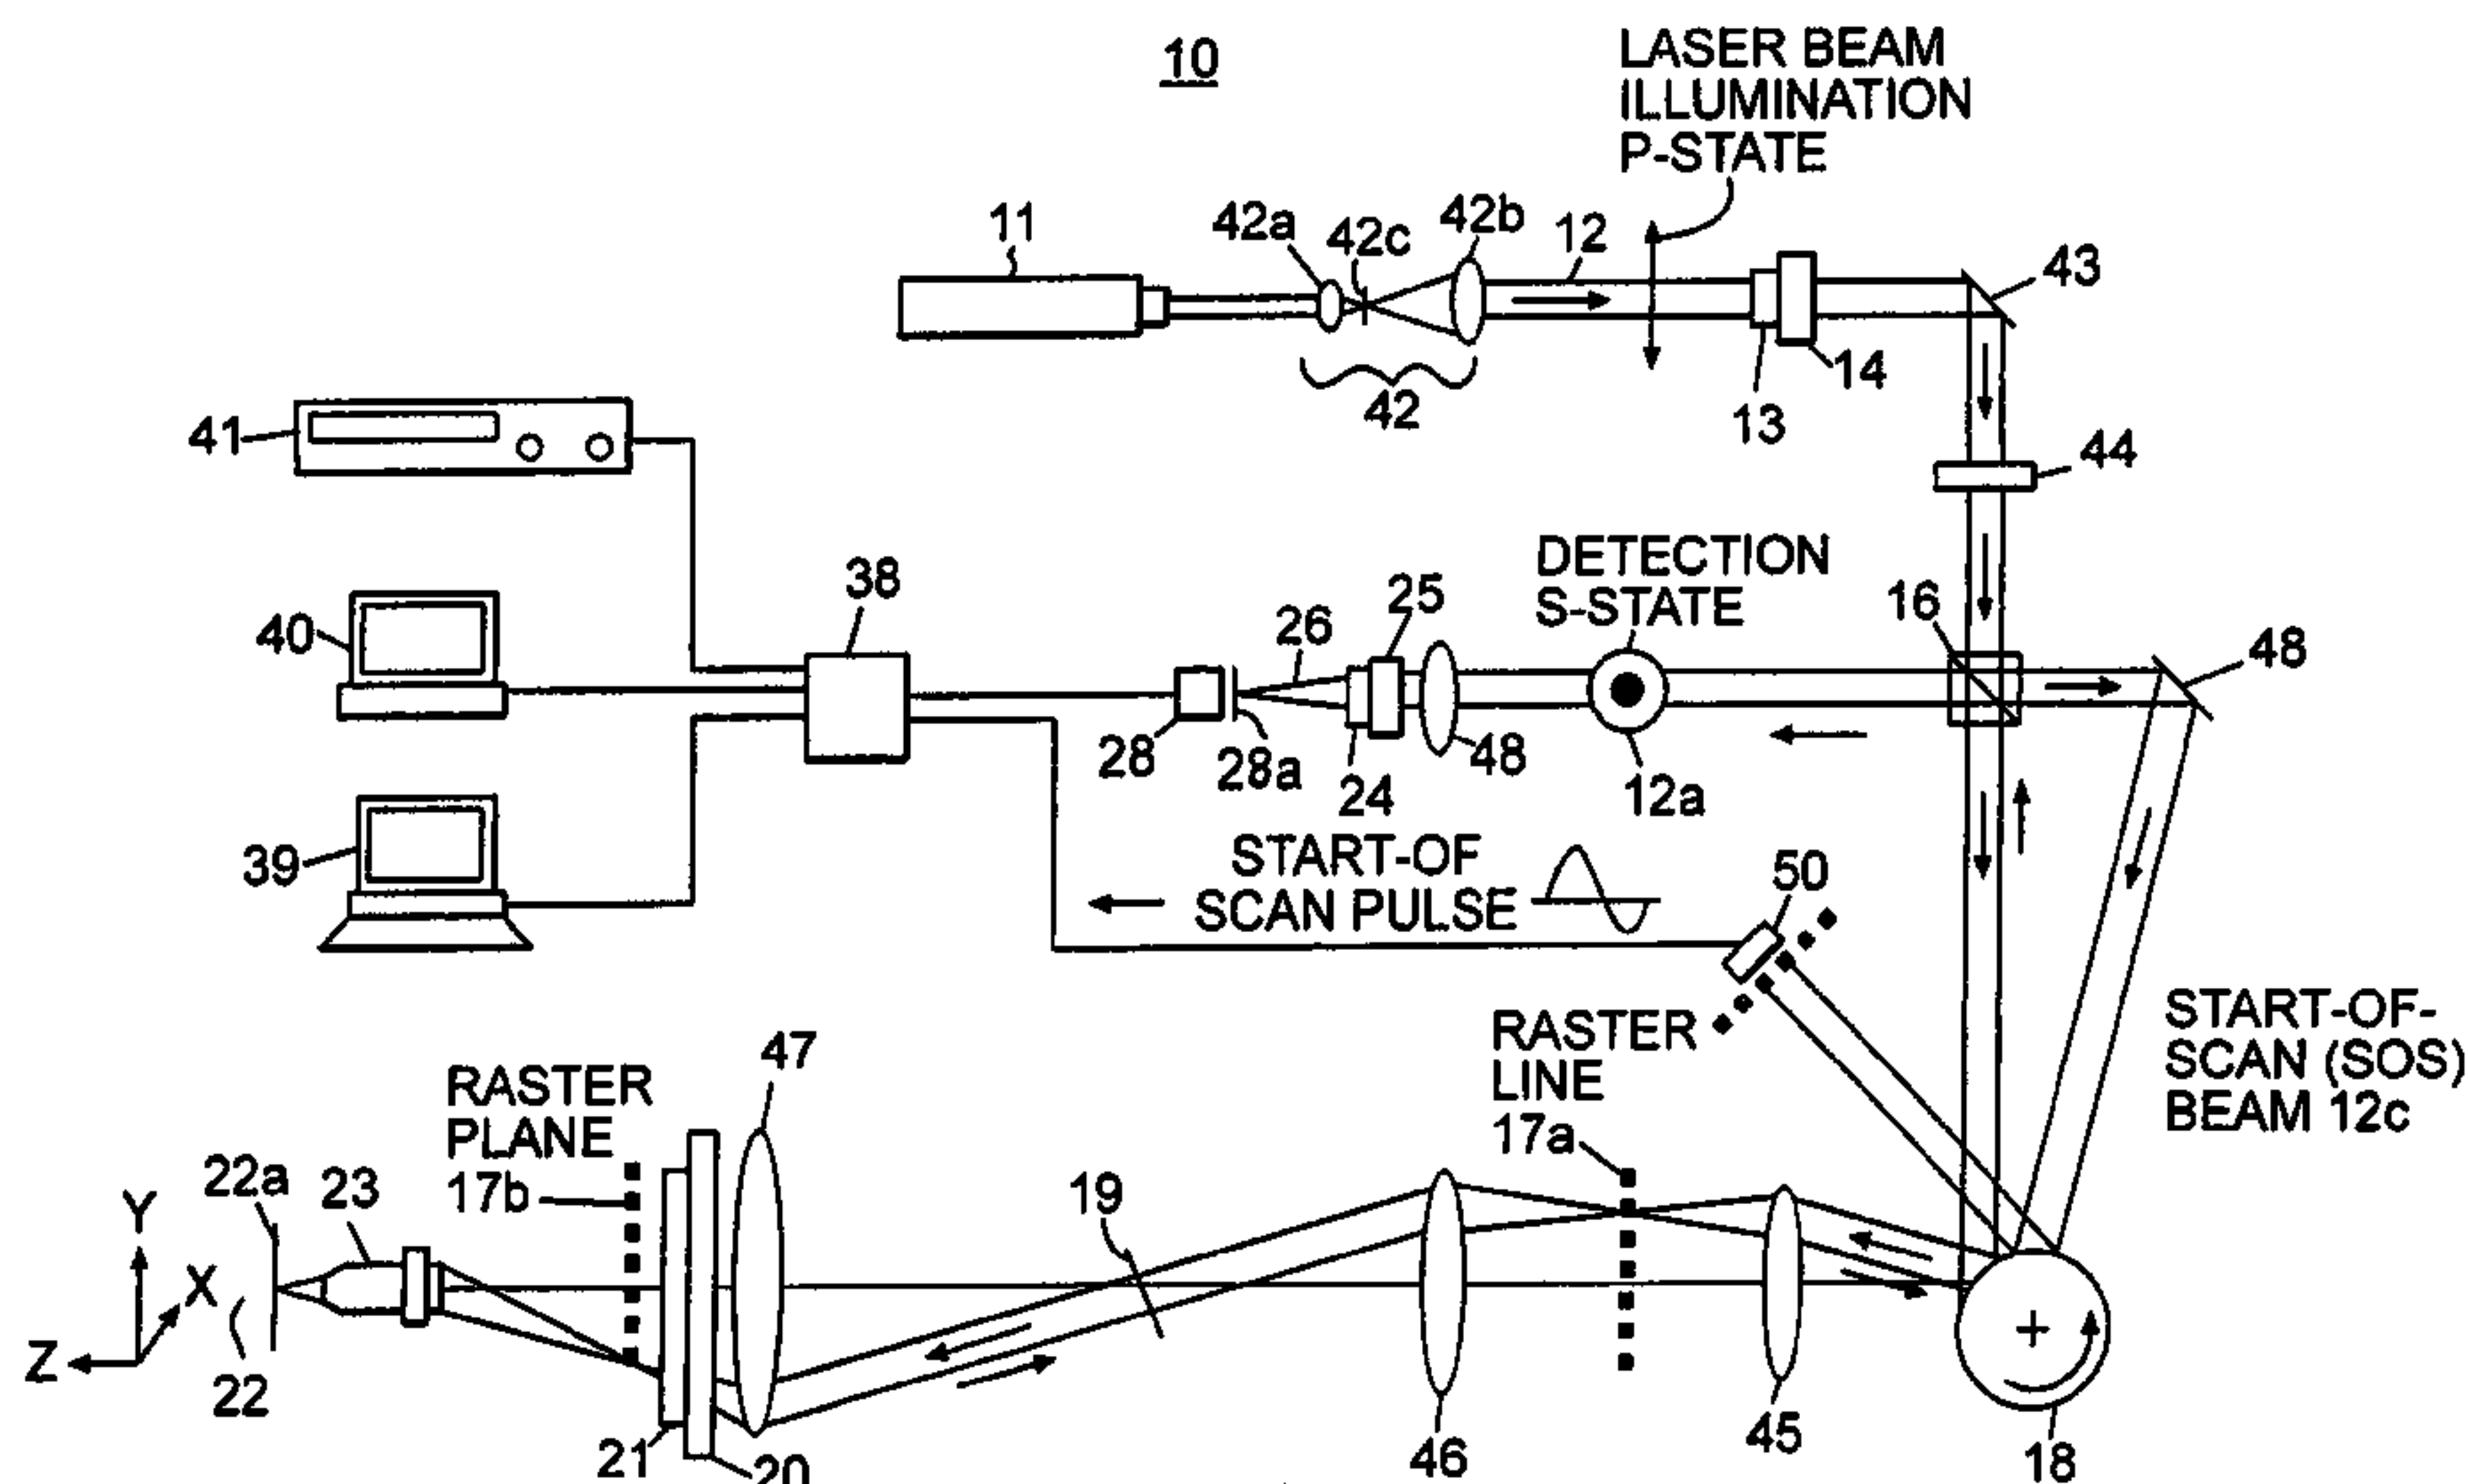 10
LASER BEAM
ILLUMINATION
P-STATE
11
42a
42c
42b
12
43
42
13
14
41
44
38
DETECTION
S-STATE
25
26
16
48
40
28
28a
24
48
12a
39
START-OF
SCAN PULSE
50
START-OF-
SCAN (SOS)
BEAM 12c
RASTER
LINE
17a
47
RASTER
PLANE
17b
22a
23
19
Y
X
Z
22
21
20
46
45
18